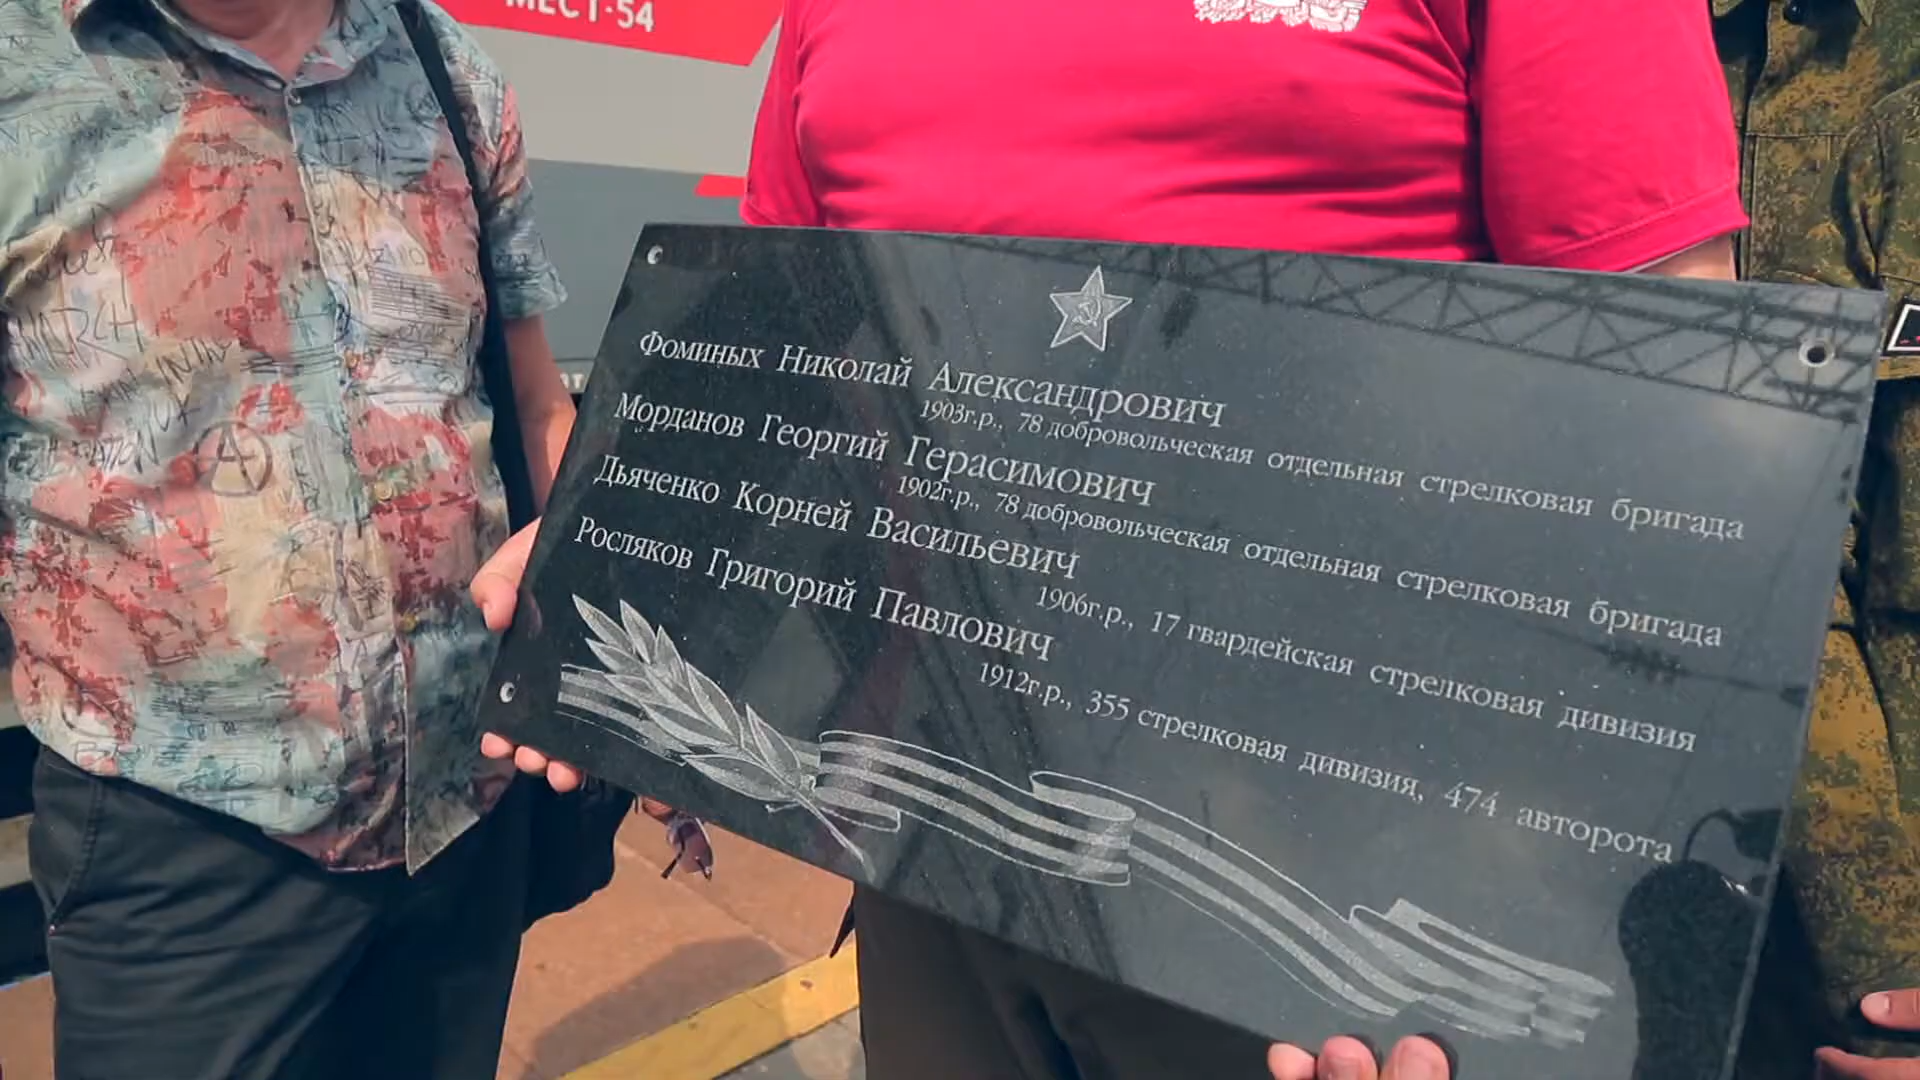 МЕСТ-54
Фоминых Николай Александрович
1903г.р., 78 добровольческая отдельная стрелковая бригада
Морданов Георгий Герасимович
1902г.р., 78 добровольческая отдельная стрелковая бригада
Дьяченко Корней Васильевич
1906г.р., 17 гвардейская стрелковая дивизия
Росляков Григорий Павлович
1912г.р., 355 стрелковая дивизия, 474 авторота
MARCH